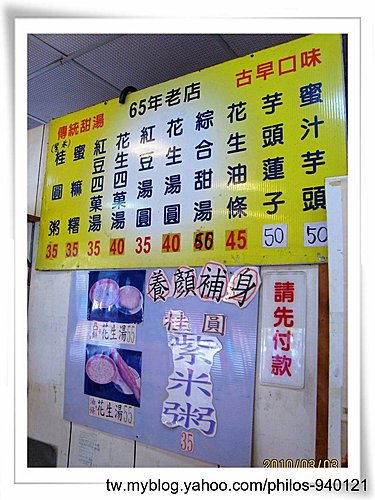 65年老店
古早口味
傳統甜湯
蜜汁芋頭 50
芋頭蓮子 50
花生油條 45
綜合甜湯 50
花生湯圓 40
紅豆湯圓 35
花生四菓湯 40
紅豆四菓湯 35
蜜麻糬 35
(紫米)桂圓粥 35
養顏補身
桂圓
紫米粥
35
花生湯55
花生湯55
請先付款
2010/03/03
tw.myblog.yahoo.com/philos-940121